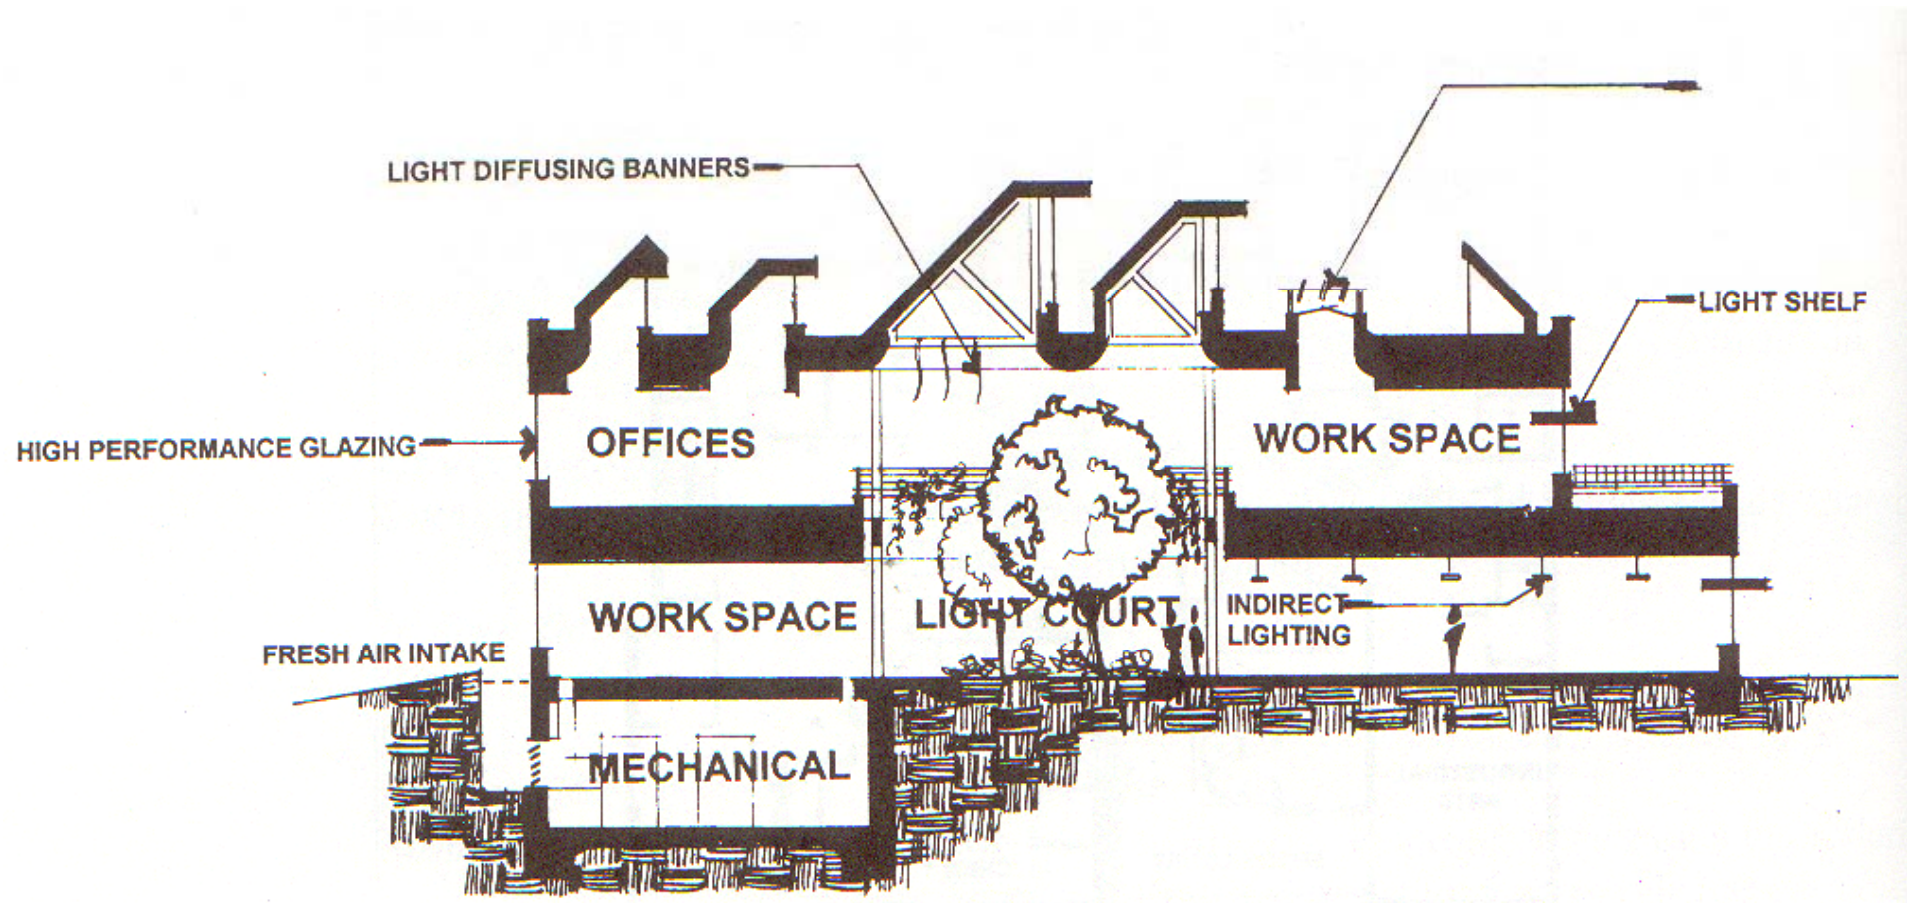 LIGHT DIFFUSING BANNERS
LIGHT SHELF
HIGH PERFORMANCE GLAZING
OFFICES
WORK SPACE
WORK SPACE
LIGHT COURT
INDIRECT
LIGHTING
FRESH AIR INTAKE
MECHANICAL